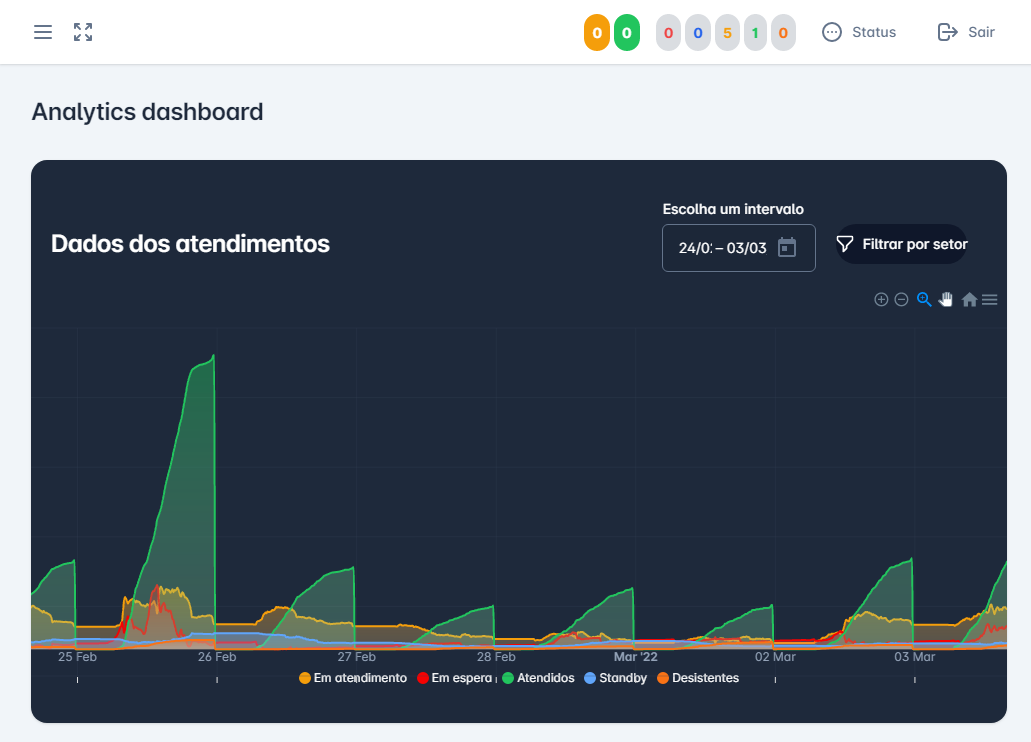 0 0 0 0 5 1 0 Status Sair
Analytics dashboard
Escolha um intervalo
Dados dos atendimentos
24/0: – 03/03
Filtrar por setor
25 Feb 26 Feb 27 Feb 28 Feb Mar '22 02 Mar 03 Mar
Em atendimento Em espera Atendidos Standby Desistentes